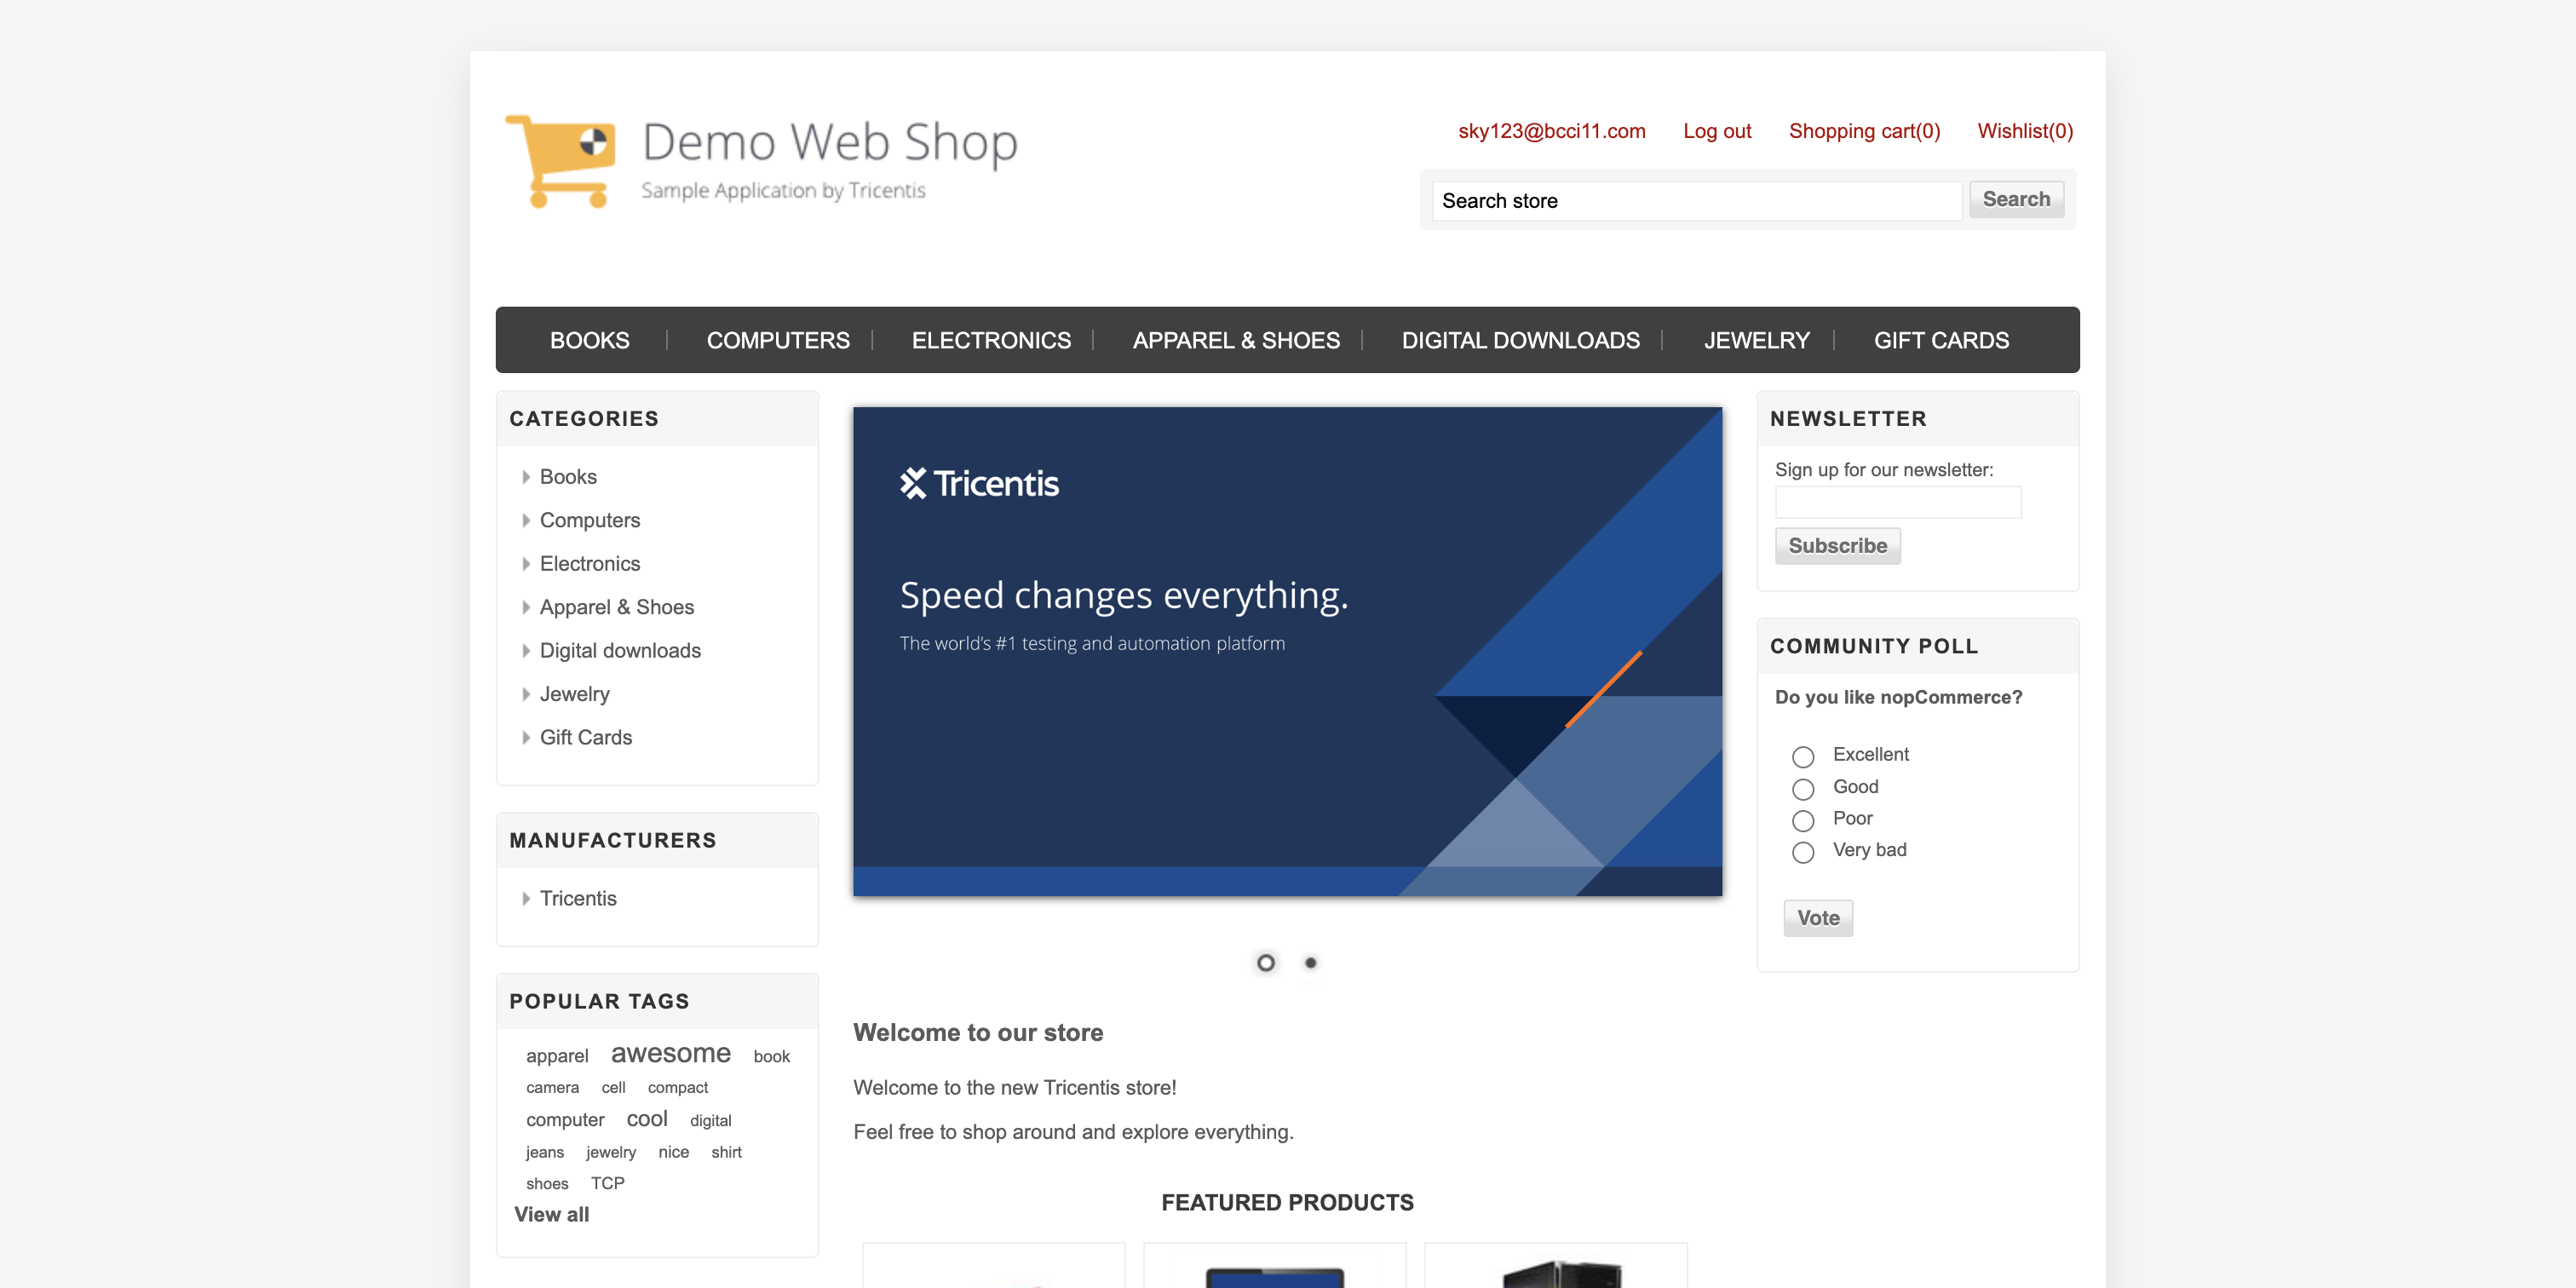 Demo Web Shop
Sample Application by Tricentis
sky123@bcci11.com Log out Shopping cart(0) Wishlist(0)
Search store Search
BOOKS COMPUTERS ELECTRONICS APPAREL & SHOES DIGITAL DOWNLOADS JEWELRY GIFT CARDS
CATEGORIES
Books
Computers
Electronics
Apparel & Shoes
Digital downloads
Jewelry
Gift Cards
MANUFACTURERS
Tricentis
POPULAR TAGS
apparel awesome book
camera cell compact
computer cool digital
jeans jewelry nice shirt
shoes TCP
View all
Tricentis
Speed changes everything.
The world's #1 testing and automation platform
Welcome to our store
Welcome to the new Tricentis store!
Feel free to shop around and explore everything.
FEATURED PRODUCTS
NEWSLETTER
Sign up for our newsletter:
Subscribe
COMMUNITY POLL
Do you like nopCommerce?
Excellent
Good
Poor
Very bad
Vote